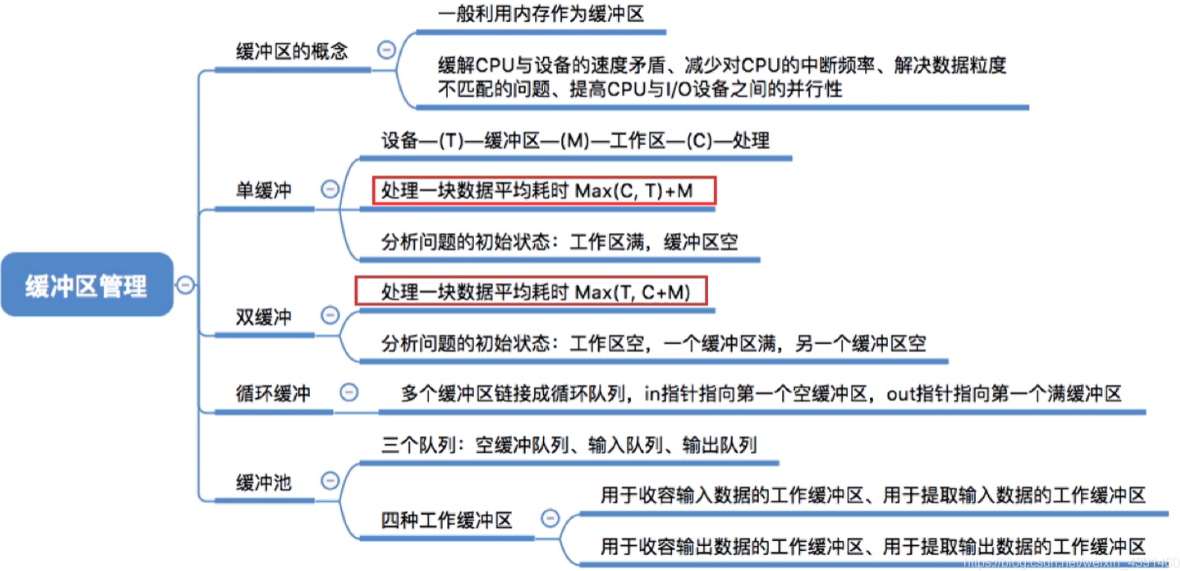 一般利用内存作为缓冲区
缓冲区的概念
缓解CPU与设备的速度矛盾、减少对CPU的中断频率、解决数据粒度
不匹配的问题、提高CPU与I/O设备之间的并行性
设备—(T)—缓冲区—(M)—工作区—(C)—处理
单缓冲
处理一块数据平均耗时 Max(C, T)+M
分析问题的初始状态：工作区满，缓冲区空
缓冲区管理
处理一块数据平均耗时 Max(T, C+M)
双缓冲
分析问题的初始状态：工作区空，一个缓冲区满，另一个缓冲区空
循环缓冲
多个缓冲区链接成循环队列，in指针指向第一个空缓冲区，out指针指向第一个满缓冲区
三个队列：空缓冲队列、输入队列、输出队列
缓冲池
四种工作缓冲区
用于收容输入数据的工作缓冲区、用于提取输入数据的工作缓冲区
用于收容输出数据的工作缓冲区、用于提取输出数据的工作缓冲区